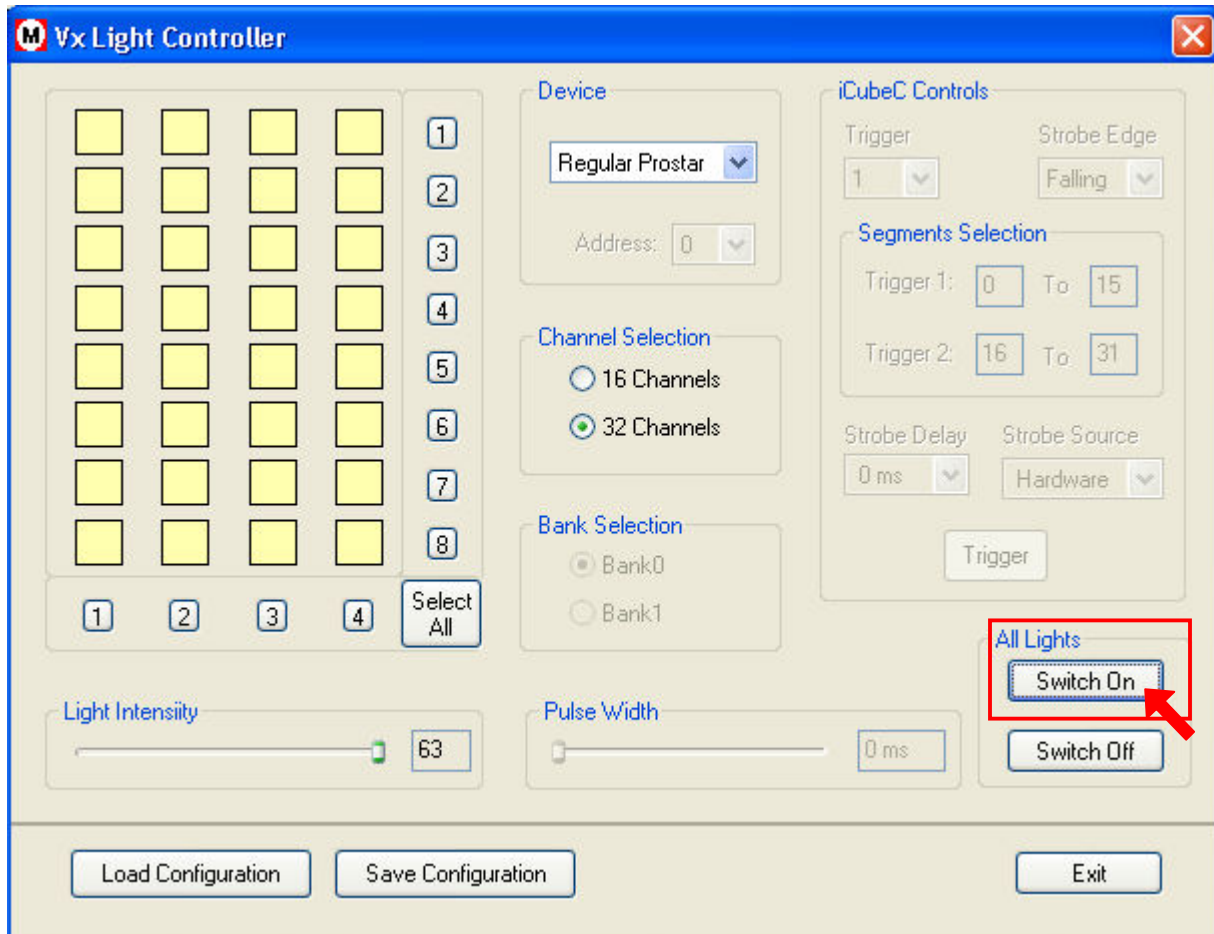 M Vx Light Controller
1
2
3
4
5
6
7
8
1 2 3 4 Select All
Light Intensiity
63
Device
Regular Prostar
Address: 0
Channel Selection
16 Channels
32 Channels
Bank Selection
Bank0
Bank1
Pulse Width
0 ms
iCubeC Controls
Trigger Strobe Edge
1 Falling
Segments Selection
Trigger 1: 0 To 15
Trigger 2: 16 To 31
Strobe Delay Strobe Source
0 ms Hardware
Trigger
All Lights
Switch On
Switch Off
Load Configuration Save Configuration Exit